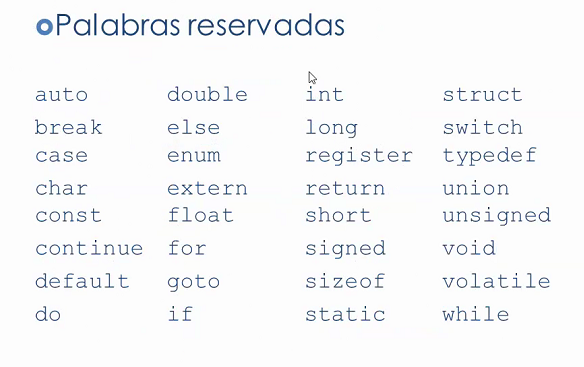 Palabras reservadas
auto double int struct
break else long switch
case enum register typedef
char extern return union
const float short unsigned
continue for signed void
default goto sizeof volatile
do if static while